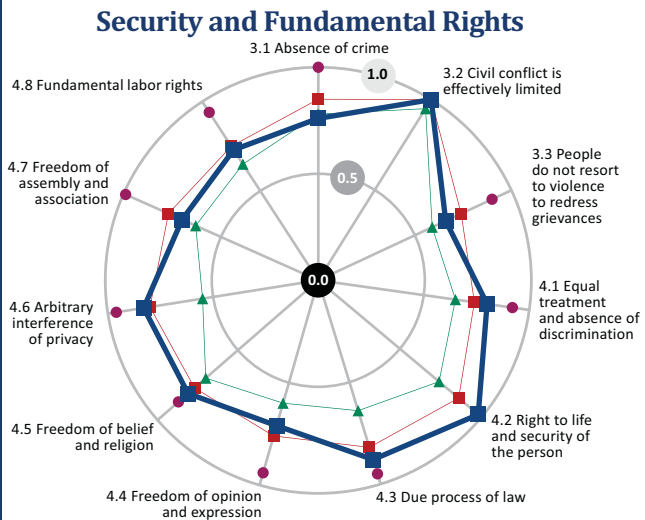 Security and Fundamental Rights
3.1 Absence of crime
1.0
3.2 Civil conflict is
effectively limited
4.8 Fundamental labor rights
0.5
3.3 People
do not resort
to violence
to redress
grievances
4.7 Freedom of
assembly and
association
0.0
4.1 Equal
treatment
and absence of
discrimination
4.6 Arbitrary
interference
of privacy
4.2 Right to life
and security of
the person
4.5 Freedom of belief
and religion
4.4 Freedom of opinion
and expression
4.3 Due process of law